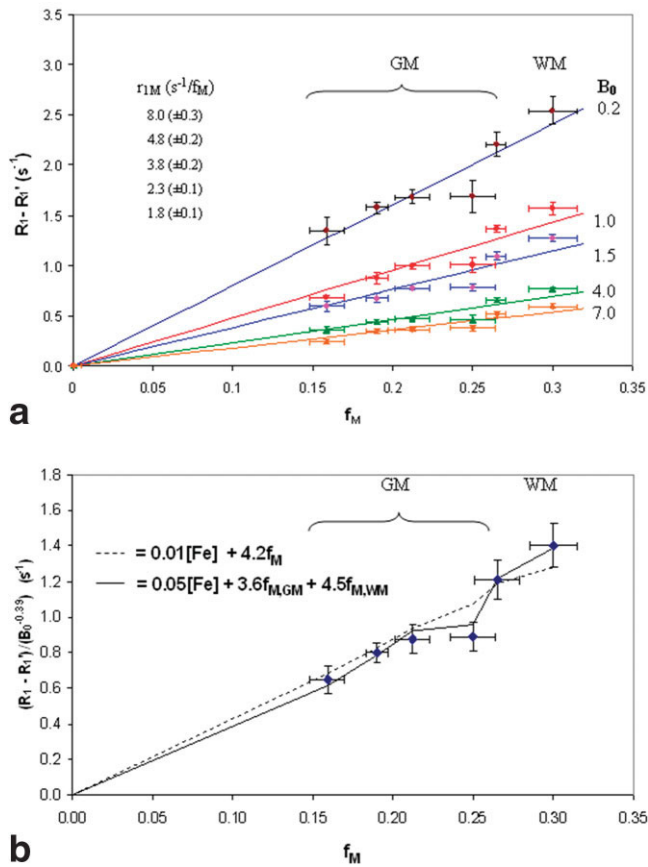 3.5
3.0
2.5
2.0
1.5
1.0
0.5
0.0
R₁ - R₁' (s⁻¹)
r₁M (s⁻¹/fM)
8.0 (±0.3)
4.8 (±0.2)
3.8 (±0.2)
2.3 (±0.1)
1.8 (±0.1)
GM
WM
B₀
0.2
1.0
1.5
4.0
7.0
0 0.05 0.1 0.15 0.2 0.25 0.3 0.35
fM
a
1.8
1.6
1.4
1.2
1.0
0.8
0.6
0.4
0.2
0.0
(R₁ - R₁')/(B₀⁻⁰·³⁹) (s⁻¹)
GM
WM
= 0.01[Fe] + 4.2fM
= 0.05[Fe] + 3.6fM,GM + 4.5fM,WM
0.00 0.05 0.10 0.15 0.20 0.25 0.30 0.35
fM
b